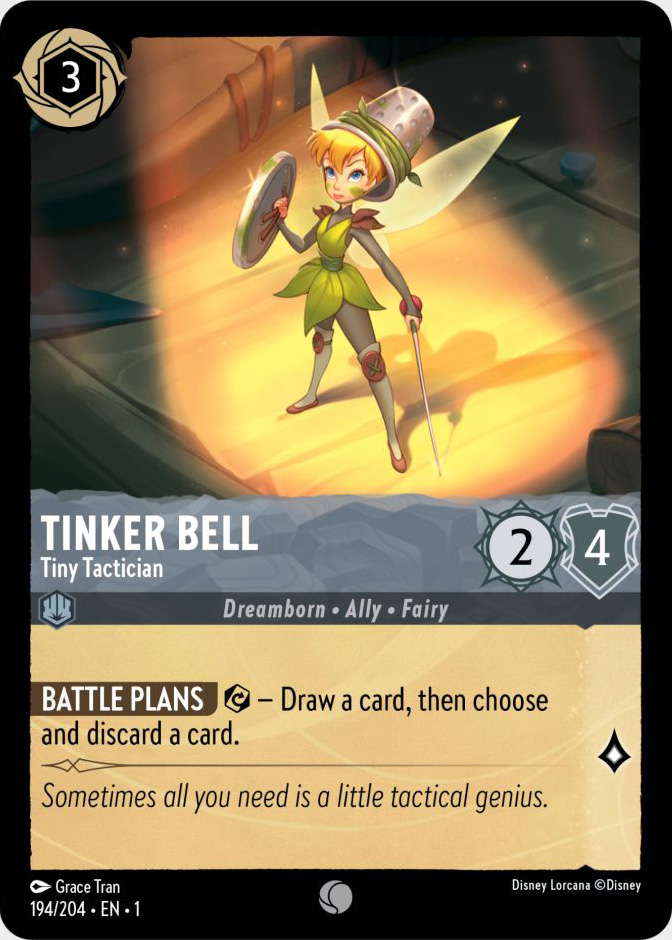 3
TINKER BELL
Tiny Tactician
2
4
Dreamborn • Ally • Fairy
BATTLE PLANS – Draw a card, then choose
and discard a card.
Sometimes all you need is a little tactical genius.
Grace Tran
194/204 • EN • 1
Disney Lorcana ©Disney